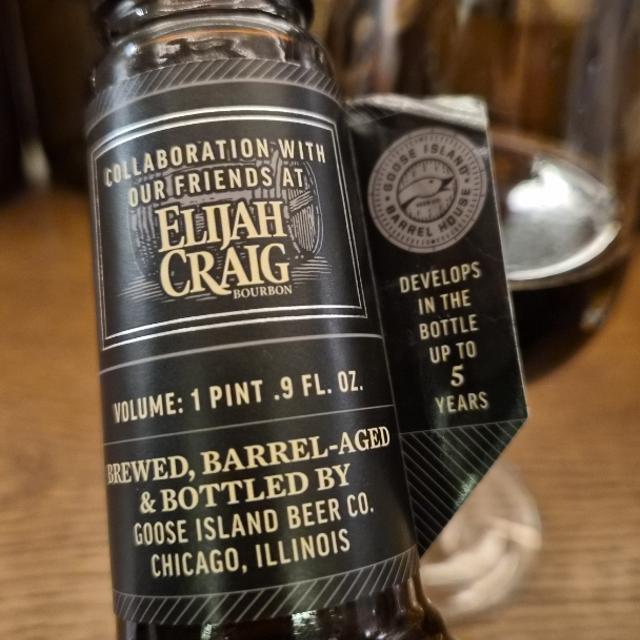 COLLABORATION WITH
OUR FRIENDS AT
ELIJAH
CRAIG
BOURBON
VOLUME: 1 PINT .9 FL. OZ.
BREWED, BARREL-AGED
& BOTTLED BY
GOOSE ISLAND BEER CO.
CHICAGO, ILLINOIS
GOOSE ISLAND
BARREL HOUSE
DEVELOPS
IN THE
BOTTLE
UP TO
5
YEARS